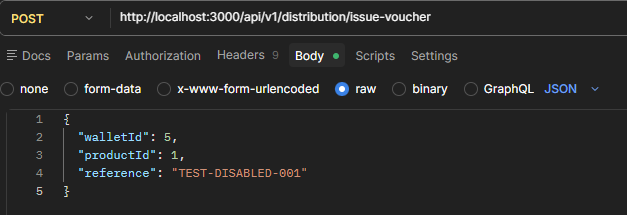 POST http://localhost:3000/api/v1/distribution/issue-voucher
Docs Params Authorization Headers 9 Body Scripts Settings
none form-data x-www-form-urlencoded raw binary GraphQL JSON
1 {
2 "walletId": 5,
3 "productId": 1,
4 "reference": "TEST-DISABLED-001"
5 }